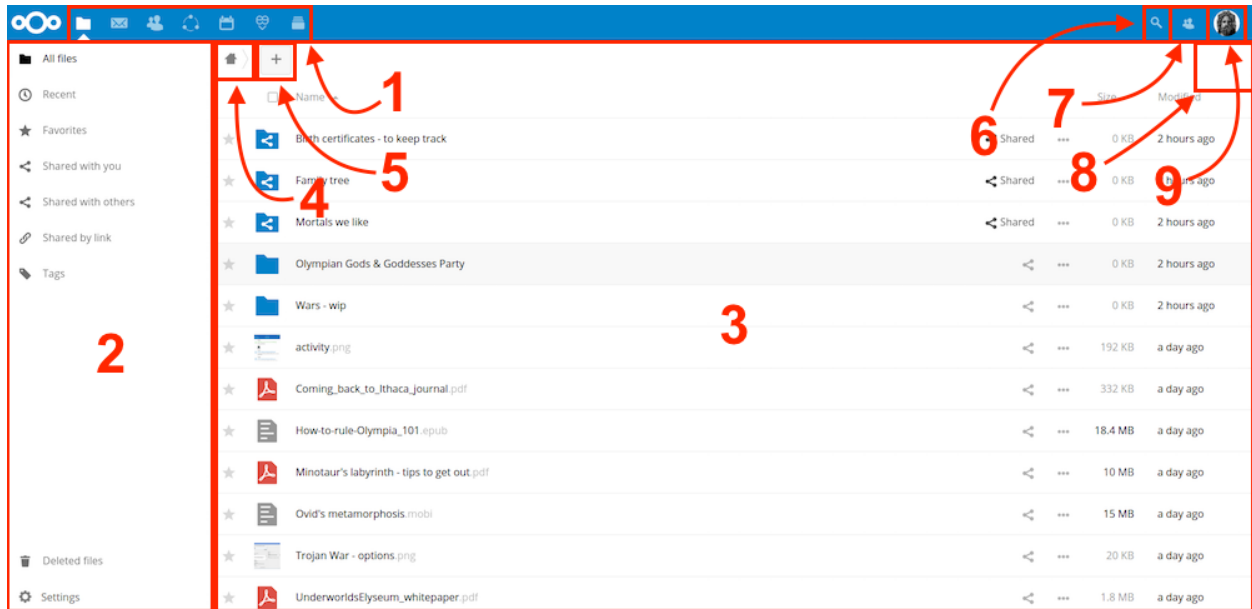 All files
Recent
Favorites
Shared with you
Shared with others
Shared by link
Tags
Deleted files
Settings
1
2
3
4
5
6
7
8
9
Name Size Modified
Birth certificates - to keep track Shared ... 0 KB 2 hours ago
Family tree Shared ... 0 KB hours ago
Mortals we like Shared ... 0 KB 2 hours ago
Olympian Gods & Goddesses Party ... 0 KB 2 hours ago
Wars - wip ... 0 KB 2 hours ago
activity.png ... 192 KB a day ago
Coming_back_to_Ithaca_journal.pdf ... 332 KB a day ago
How-to-rule-Olympia_101.epub ... 18.4 MB a day ago
Minotaur's labyrinth - tips to get out.pdf ... 10 MB a day ago
Ovid's metamorphosis.mobi ... 15 MB a day ago
Trojan War - options.png ... 20 KB a day ago
UnderworldsElyseum_whitepaper.pdf ... 1.8 MB a day ago